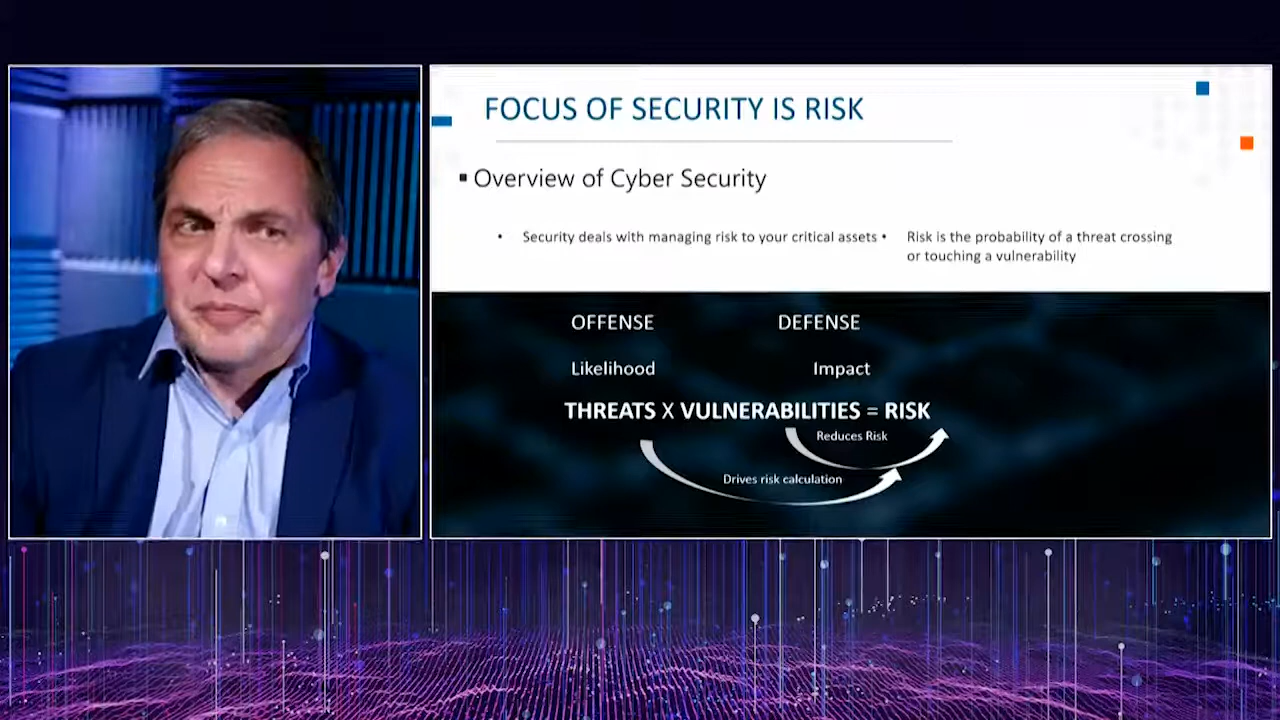 FOCUS OF SECURITY IS RISK
▪ Overview of Cyber Security
• Security deals with managing risk to your critical assets
• Risk is the probability of a threat crossing
or touching a vulnerability
OFFENSE DEFENSE
Likelihood Impact
THREATS X VULNERABILITIES = RISK
Reduces Risk
Drives risk calculation